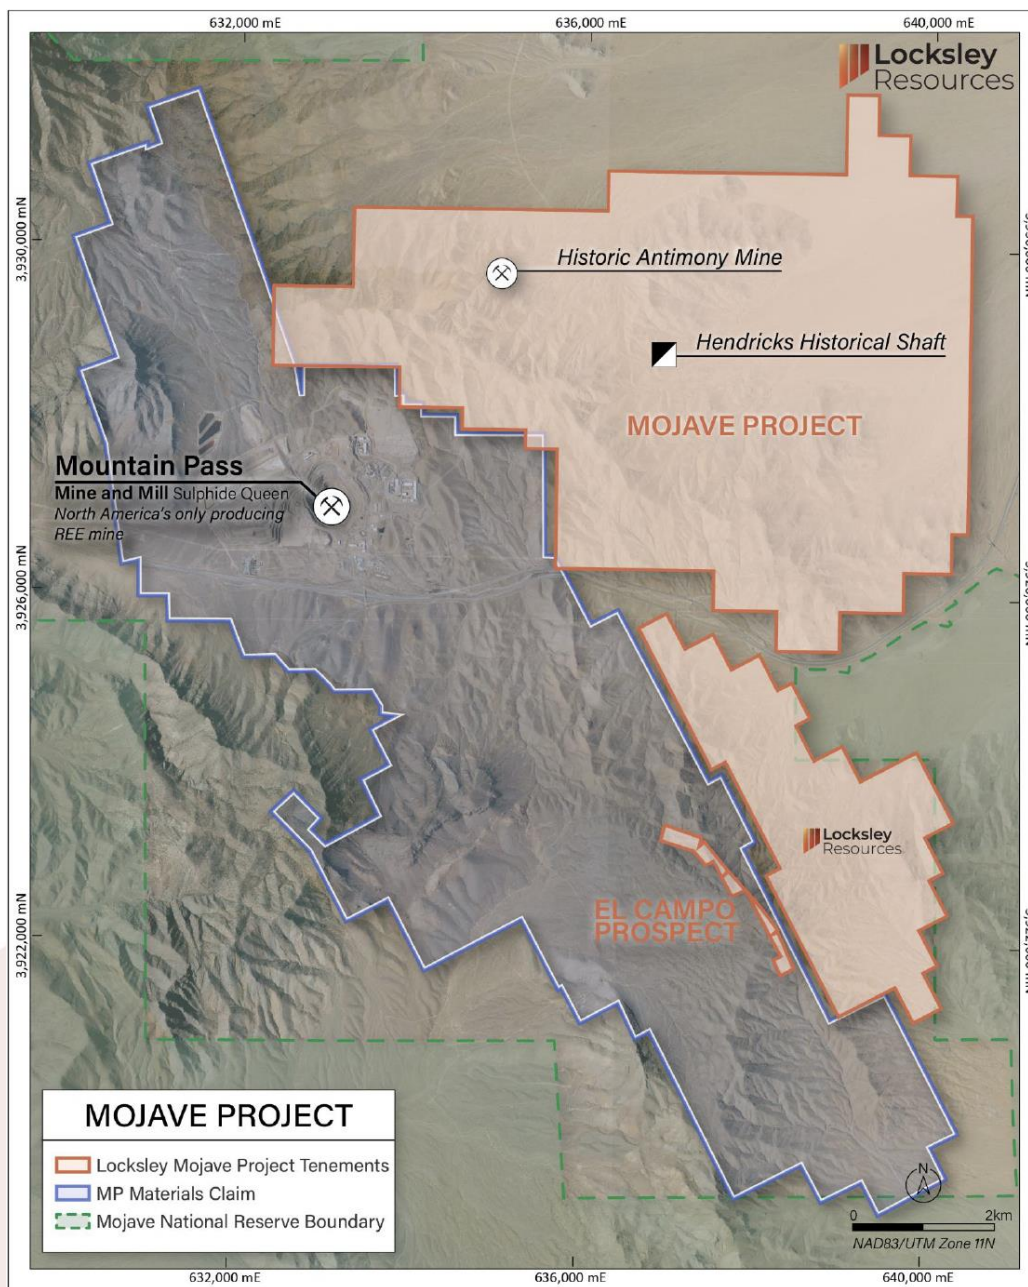 632,000 mE
636,000 mE
640,000 mE
Locksley
Resources
3,930,000 mN
Historic Antimony Mine
Hendricks Historical Shaft
MOJAVE PROJECT
Mountain Pass
Mine and Mill Sulphide Queen
North America's only producing
REE mine
3,926,000 mN
Locksley
Resources
EL CAMPO
PROSPECT
3,922,000 mN
MOJAVE PROJECT
Locksley Mojave Project Tenements
MP Materials Claim
Mojave National Reserve Boundary
N
0 2km
NAD83/UTM Zone 11N
632,000 mE
636,000 mE
640,000 mE